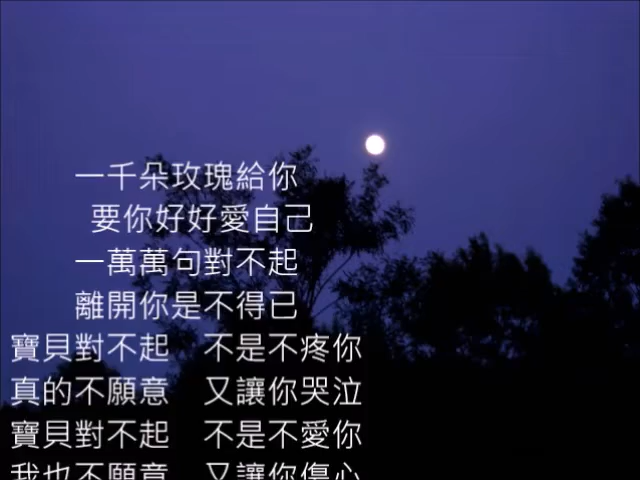 一千朵玫瑰給你
要你好好愛自己
一萬萬句對不起
離開你是不得已
寶貝對不起　不是不疼你
真的不願意　又讓你哭泣
寶貝對不起　不是不愛你
我也不願意　又讓你傷心